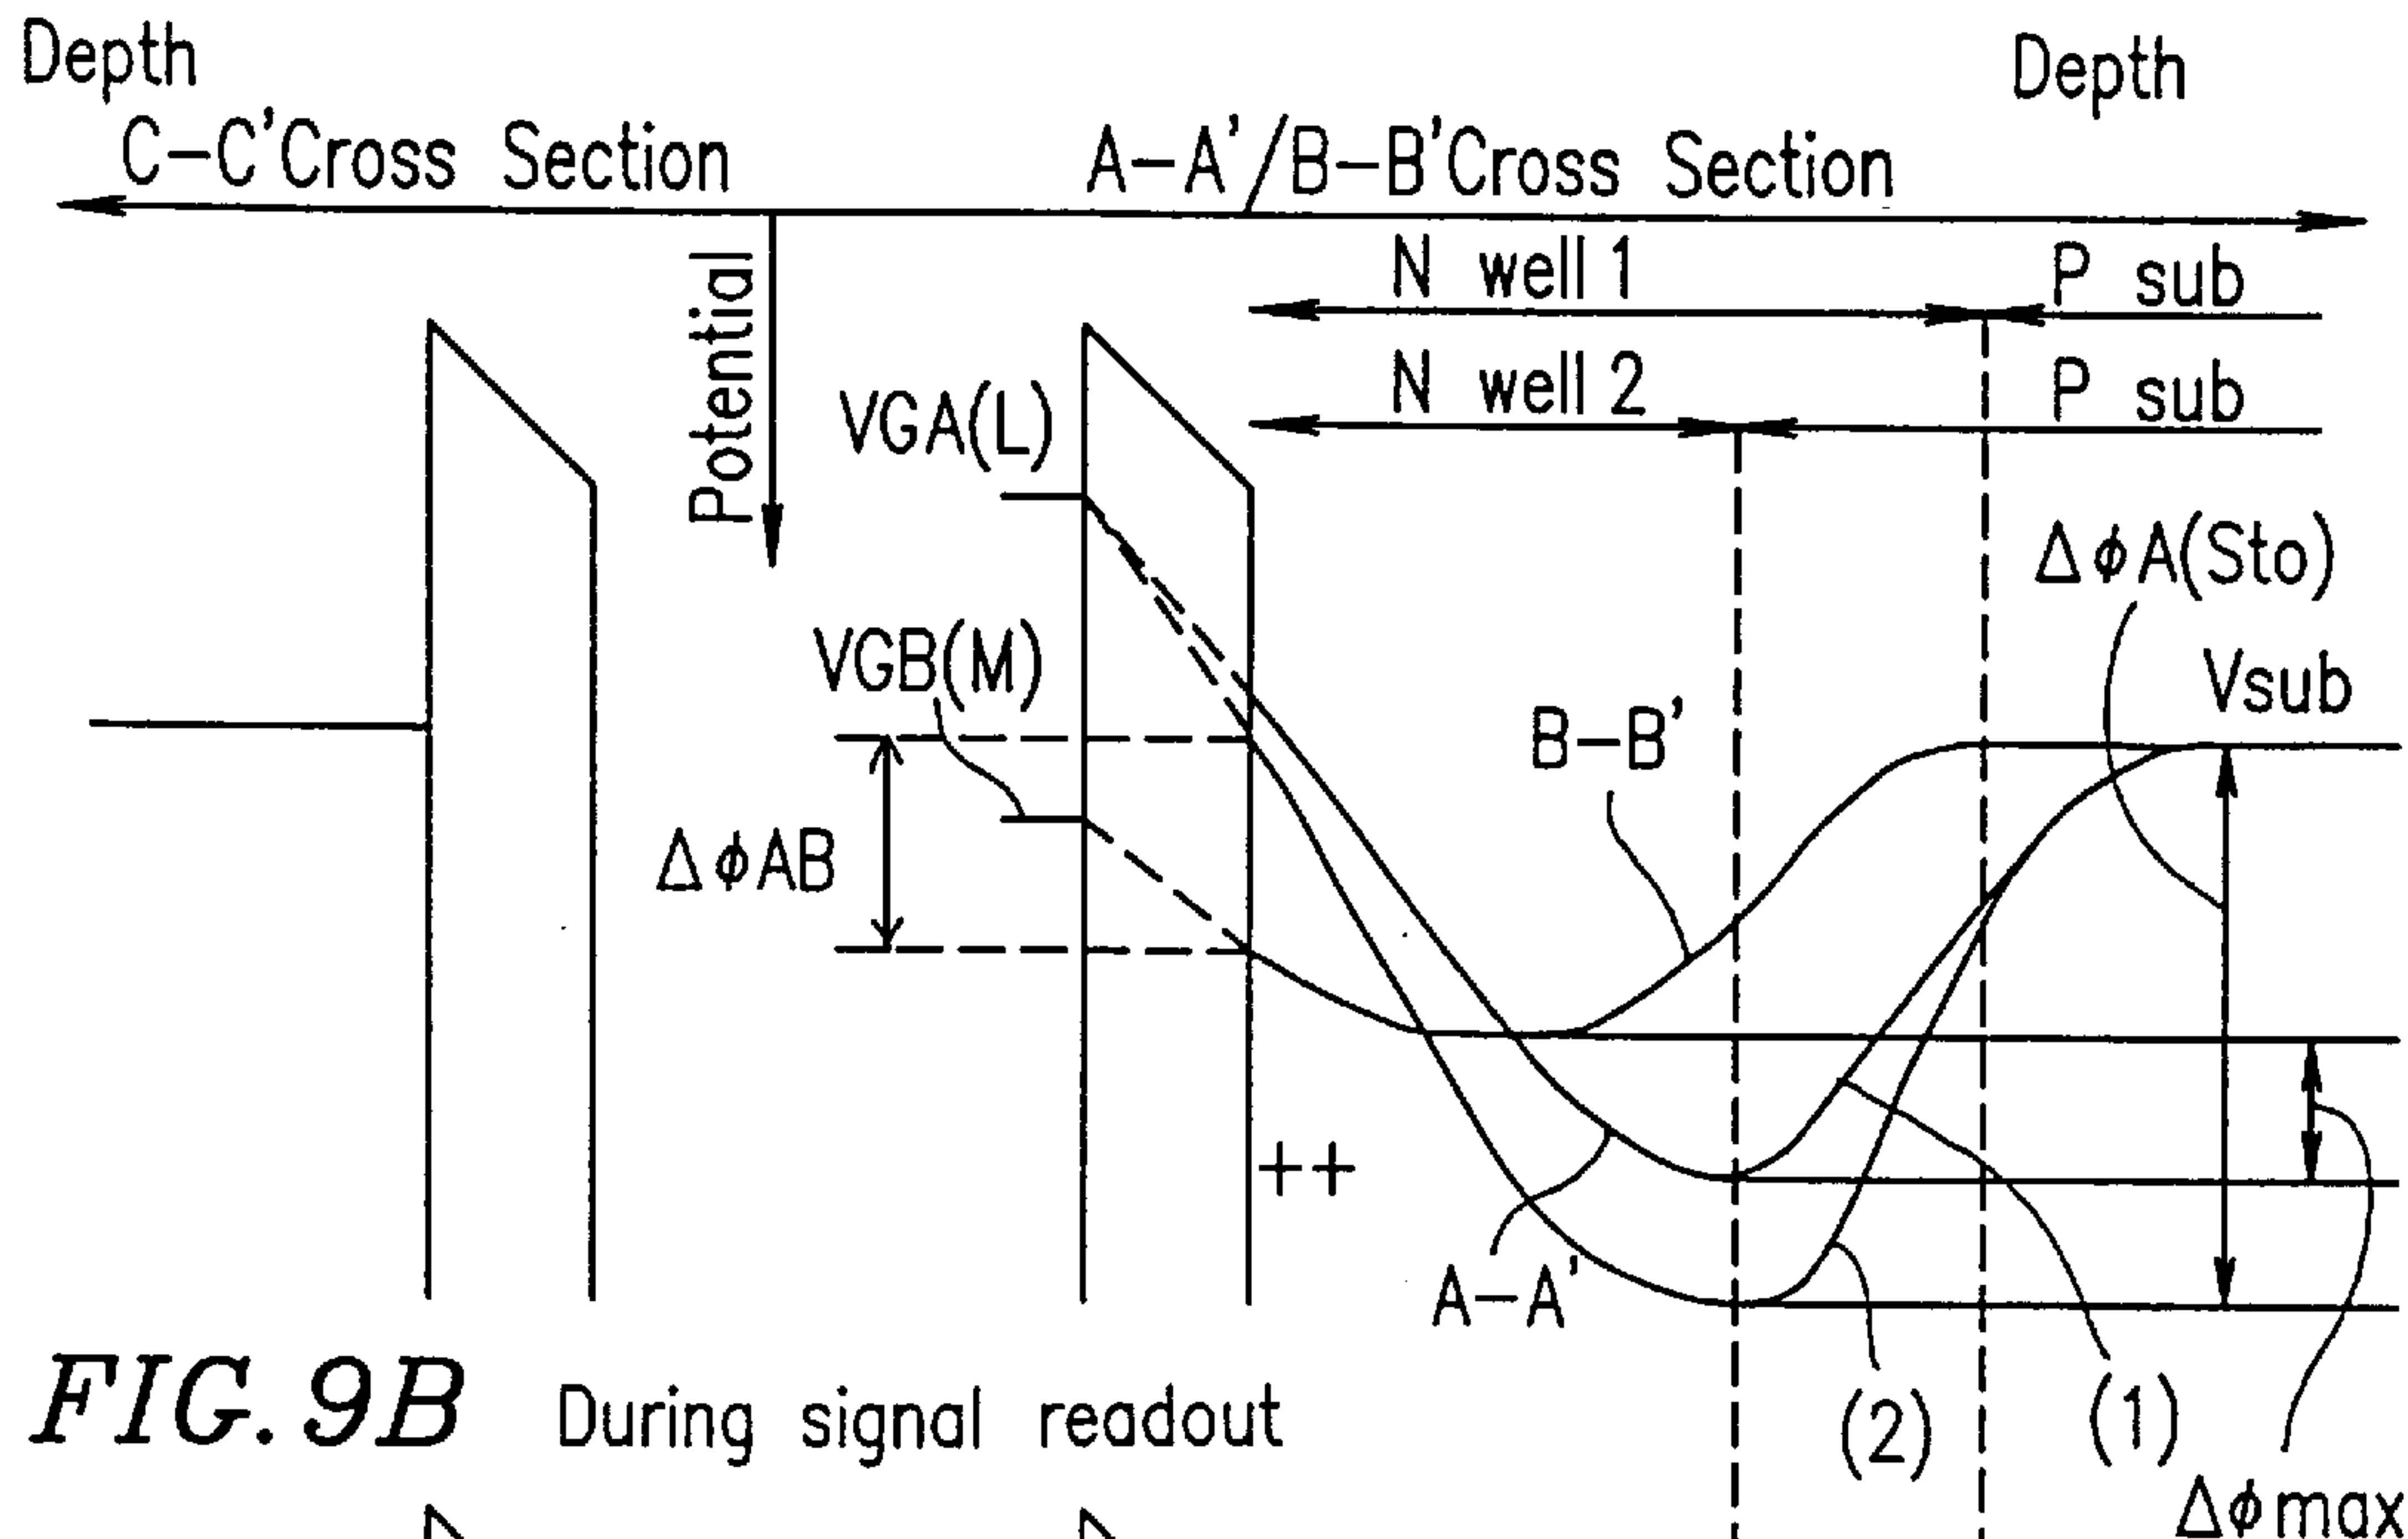 Depth
Depth
C–C'Cross Section
A–A'/B–B'Cross Section
Potential
N well 1
P sub
N well 2
P sub
VGA(L)
ΔφA(Sto)
VGB(M)
Vsub
B–B'
ΔφAB
++
A–A'
(2)
(1)
Δφmax
FIG. 9B During signal readout